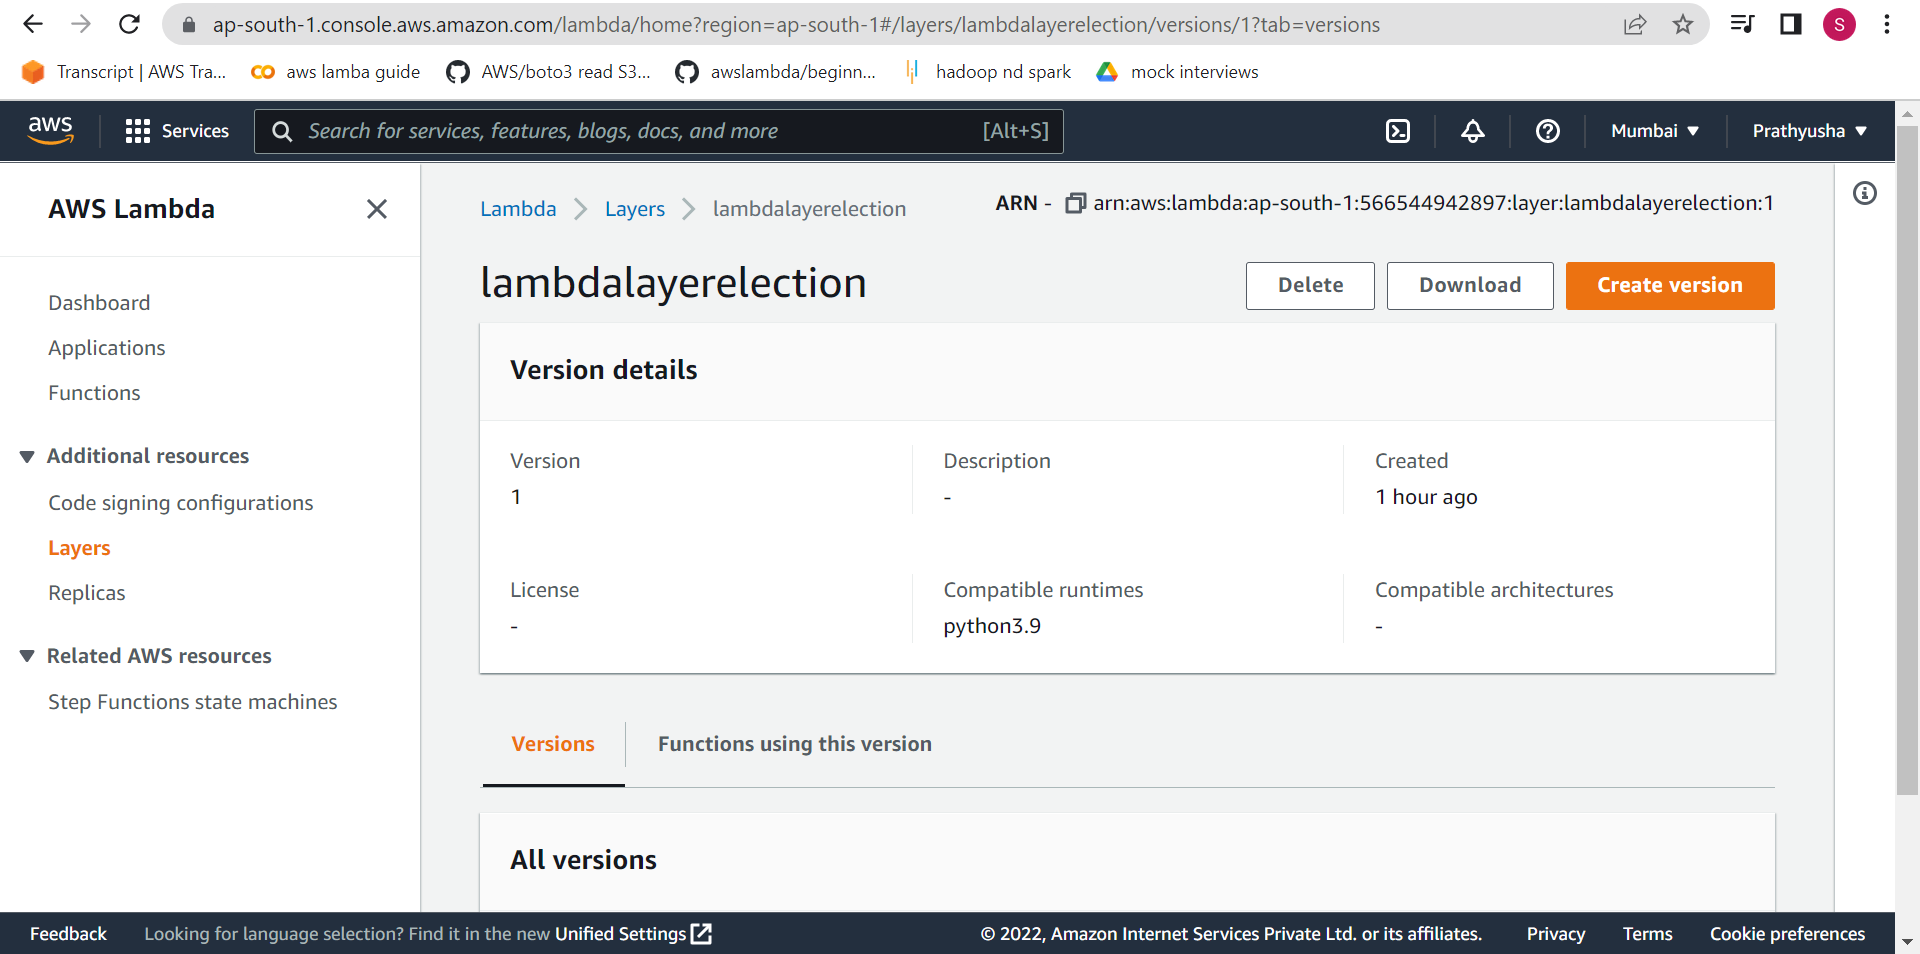 ap-south-1.console.aws.amazon.com/lambda/home?region=ap-south-1#/layers/lambdalayerelection/versions/1?tab=versions
S
Transcript | AWS Tra...
aws lamba guide
AWS/boto3 read S3...
awslambda/beginn...
hadoop nd spark
mock interviews
aws
Services
Search for services, features, blogs, docs, and more
[Alt+S]
Mumbai
Prathyusha
AWS Lambda
Dashboard
Applications
Functions
Additional resources
Code signing configurations
Layers
Replicas
Related AWS resources
Step Functions state machines
Lambda
Layers
lambdalayerelection
ARN - arn:aws:lambda:ap-south-1:566544942897:layer:lambdalayerelection:1
lambdalayerelection
Delete
Download
Create version
Version details
Version
1
Description
-
Created
1 hour ago
License
-
Compatible runtimes
python3.9
Compatible architectures
-
Versions
Functions using this version
All versions
Feedback
Looking for language selection? Find it in the new Unified Settings
© 2022, Amazon Internet Services Private Ltd. or its affiliates.
Privacy
Terms
Cookie preferences